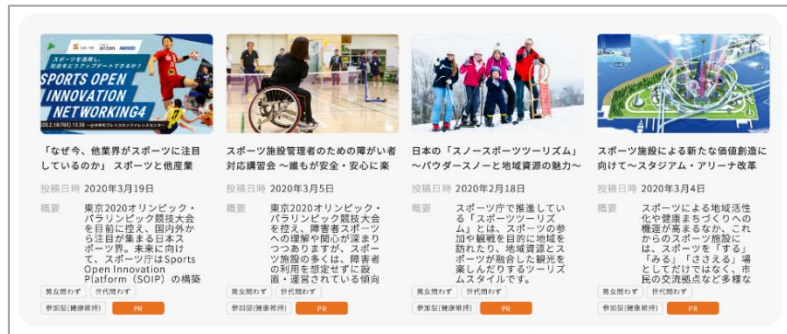 スポーツを活用し、
社会をどうアップデートできるか?
SPORTS OPEN
INNOVATION
NETWORKING4
「なぜ今、他業界がスポーツに注目
しているのか」 スポーツと他産業
投稿日時 2020年3月19日
概要 東京2020オリンピック・
パラリンピック競技大会
を目前に控え、国内外か
ら注目が集まる日本ス
ポーツ界。未来に向け
て、スポーツ庁はSports
Open Innovation
Platform（SOIP）の構築
男女問わず 世代問わず
参加型(健康維持) PR
スポーツ施設管理者のための障がい者
対応講習会 ～誰もが安全・安心に楽
投稿日時 2020年3月5日
概要 東京2020オリンピック・
パラリンピック競技大会
を控え、障害者スポーツ
への理解や関心が深まり
つつありますが、スポー
ツ施設の多くは、障害者
の利用を想定せずに設
置・運営されている傾向
男女問わず 世代問わず
参加型(健康維持) PR
日本の「スノースポーツツーリズム」
～パウダースノーと地域資源の魅力～
投稿日時 2020年2月18日
概要 スポーツ庁で推進してい
る「スポーツツーリズ
ム」とは、スポーツの参
加や観戦を目的に地域を
訪れたり、地域資源とス
ポーツが融合した観光を
楽しんだりするツーリズ
ムスタイルです。
男女問わず 世代問わず
参加型(健康維持) PR
スポーツ施設による新たな価値創造に
向けて～スタジアム・アリーナ改革
投稿日時 2020年3月4日
概要 スポーツによる地域活性
化や健康まちづくりへの
機運が高まるなか、これ
からのスポーツ施設に
は、スポーツを「する」
「みる」「ささえる」場
としてだけではなく、市
民の交流拠点など多様な
男女問わず 世代問わず
参加型(健康維持) PR